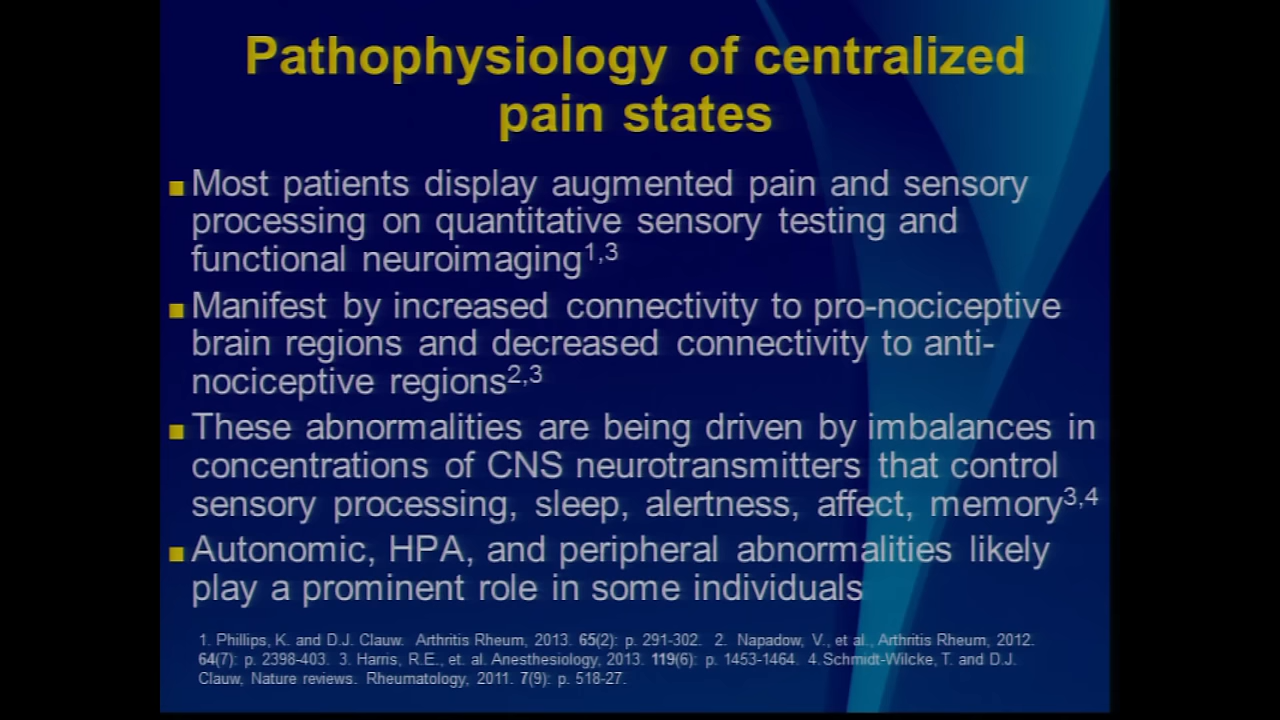 Pathophysiology of centralized
pain states
Most patients display augmented pain and sensory
processing on quantitative sensory testing and
functional neuroimaging1,3
Manifest by increased connectivity to pro-nociceptive
brain regions and decreased connectivity to anti-
nociceptive regions2,3
These abnormalities are being driven by imbalances in
concentrations of CNS neurotransmitters that control
sensory processing, sleep, alertness, affect, memory3,4
Autonomic, HPA, and peripheral abnormalities likely
play a prominent role in some individuals
1. Phillips, K. and D.J. Clauw. Arthritis Rheum, 2013. 65(2): p. 291-302. 2. Napadow, V., et al., Arthritis Rheum, 2012.
64(7): p. 2398-403. 3. Harris, R.E., et. al. Anesthesiology, 2013. 119(6): p. 1453-1464. 4. Schmidt-Wilcke, T. and D.J.
Clauw, Nature reviews. Rheumatology, 2011. 7(9): p. 518-27.